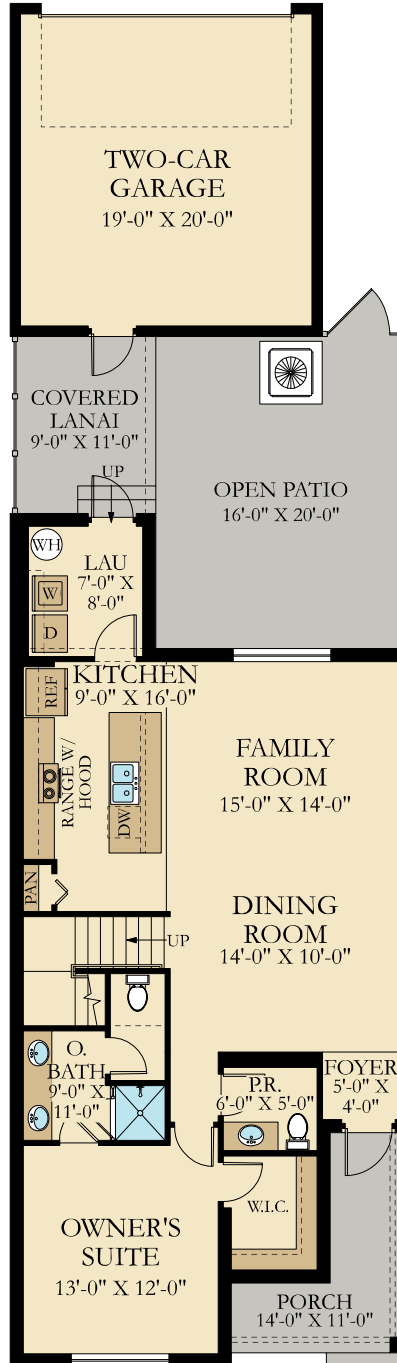 TWO-CAR
GARAGE
19'-0" X 20'-0"
COVERED
LANAI
9'-0" X 11'-0"
UP
OPEN PATIO
16'-0" X 20'-0"
WH
LAU
7'-0" X
8'-0"
W
D
KITCHEN
9'-0" X 16'-0"
REF
RANGE W/
HOOD
DW
PAN
FAMILY
ROOM
15'-0" X 14'-0"
DINING
ROOM
14'-0" X 10'-0"
UP
O.
BATH
9'-0" X
11'-0"
P.R.
6'-0" X 5'-0"
FOYER
5'-0" X
4'-0"
W.I.C.
OWNER'S
SUITE
13'-0" X 12'-0"
PORCH
14'-0" X 11'-0"